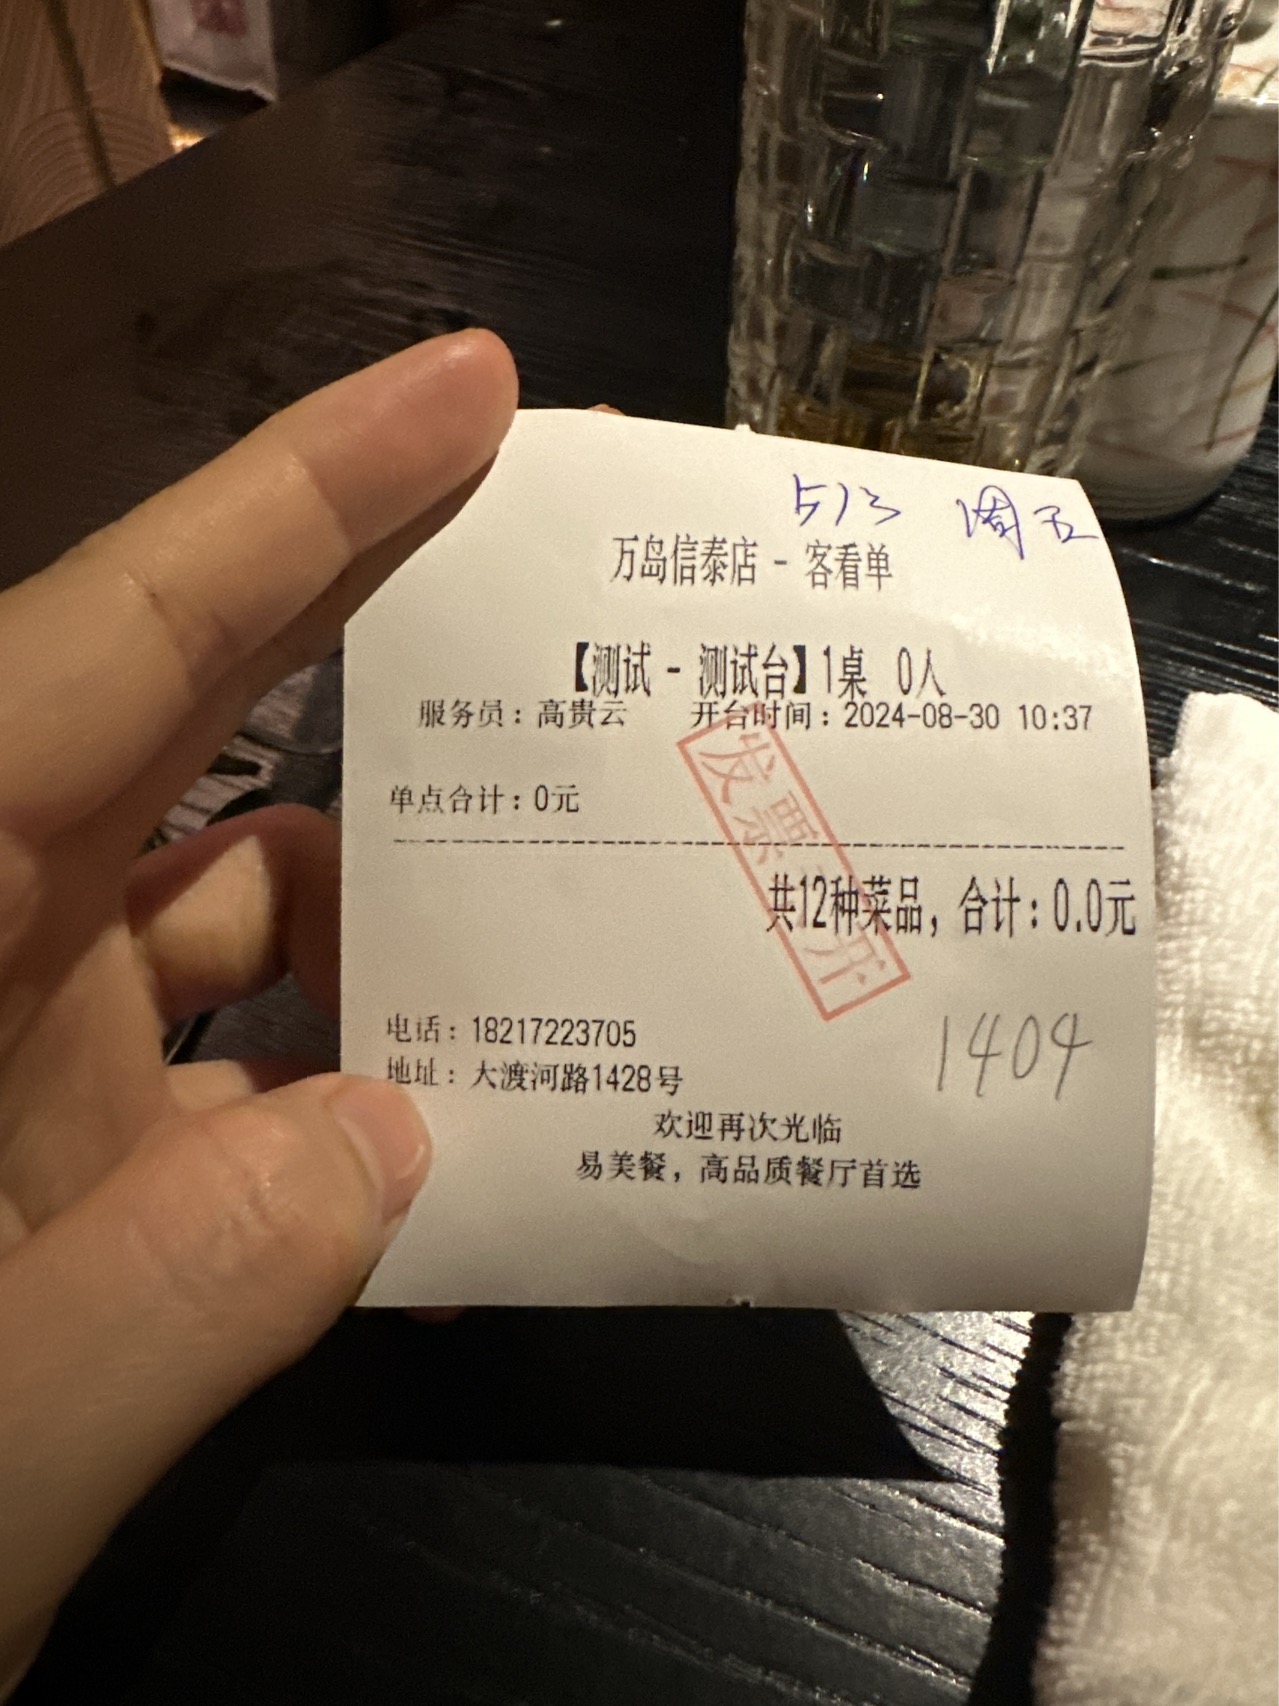 513 周五
万岛信泰店 - 客看单
【测试 - 测试台】1桌 0人
服务员：高贵云 开台时间：2024-08-30 10:37
单点合计：0元
发票 开
共12种菜品，合计：0.0元
1404
电话：18217223705
地址：大渡河路1428号
欢迎再次光临
易美餐，高品质餐厅首选